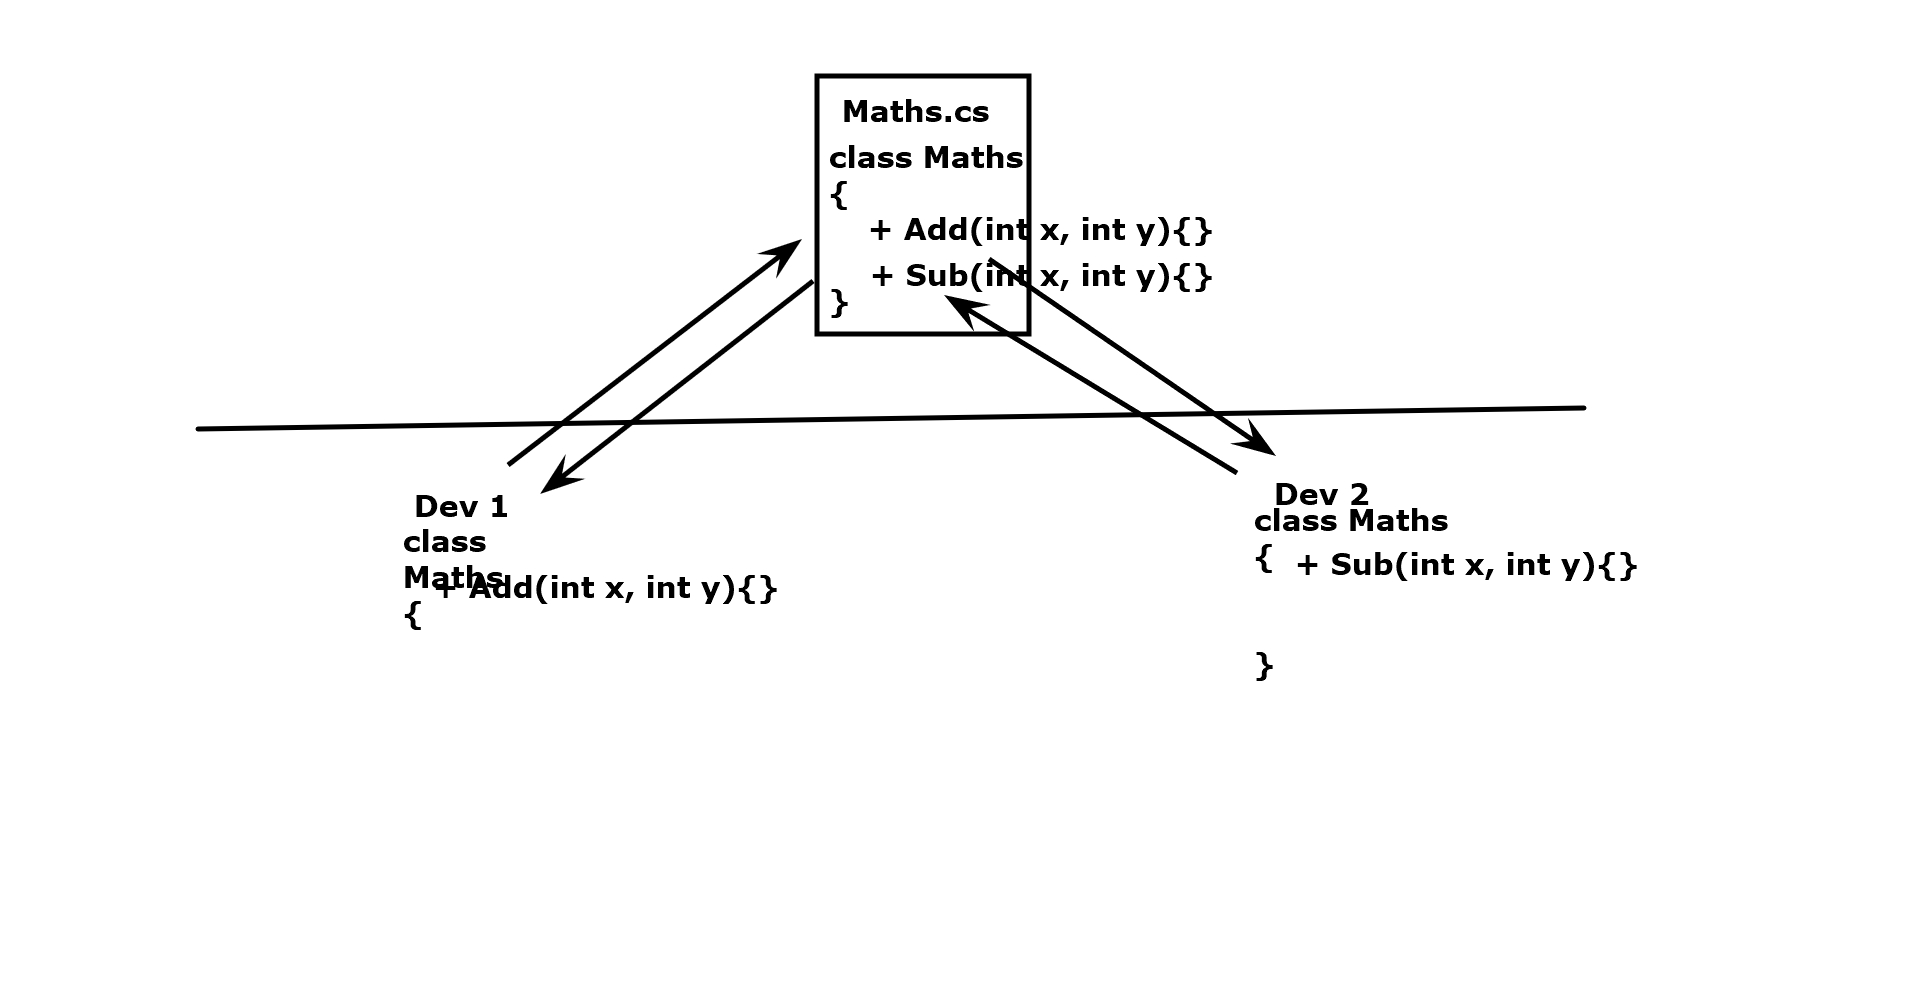 Maths.cs
class Maths
{
+ Add(int x, int y){}
+ Sub(int x, int y){}
}
Dev 1
class
Maths
+ Add(int x, int y){}
{
Dev 2
class Maths
{
+ Sub(int x, int y){}
}